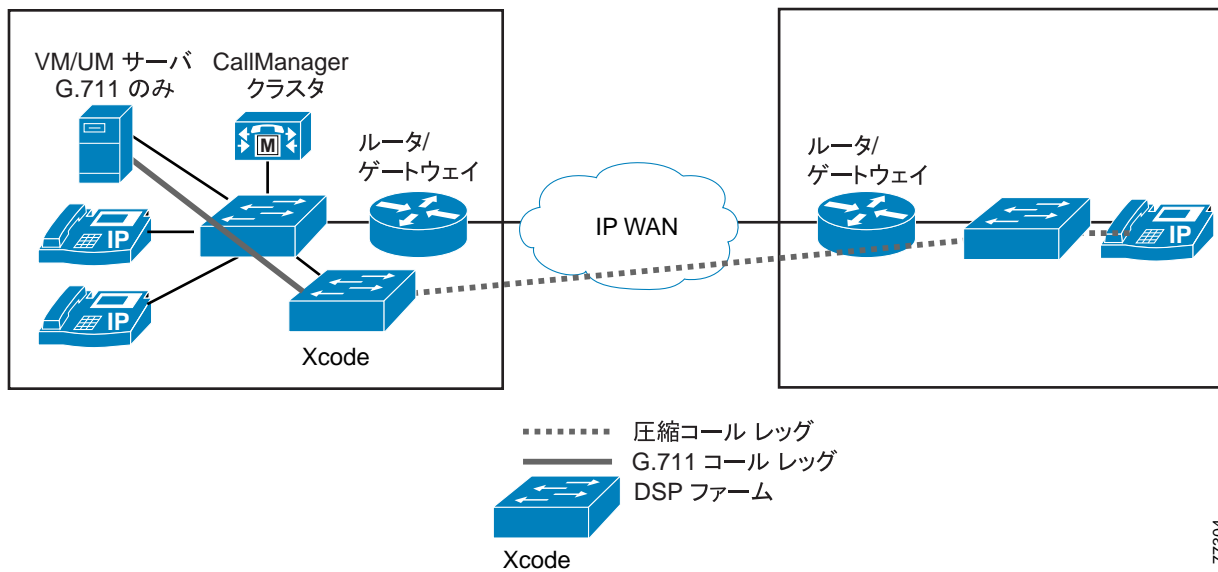 VM/UM サーバ
G.711 のみ
CallManager
クラスタ
M
ルータ/
ゲートウェイ
IP
IP
Xcode
IP WAN
ルータ/
ゲートウェイ
IP
圧縮コール レッグ
G.711 コール レッグ
DSP ファーム
Xcode